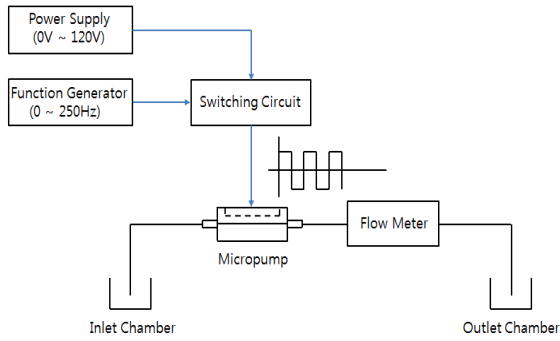 Power Supply
(0V ~ 120V)
Function Generator
(0 ~ 250Hz)
Switching Circuit
Flow Meter
Micropump
Inlet Chamber
Outlet Chamber